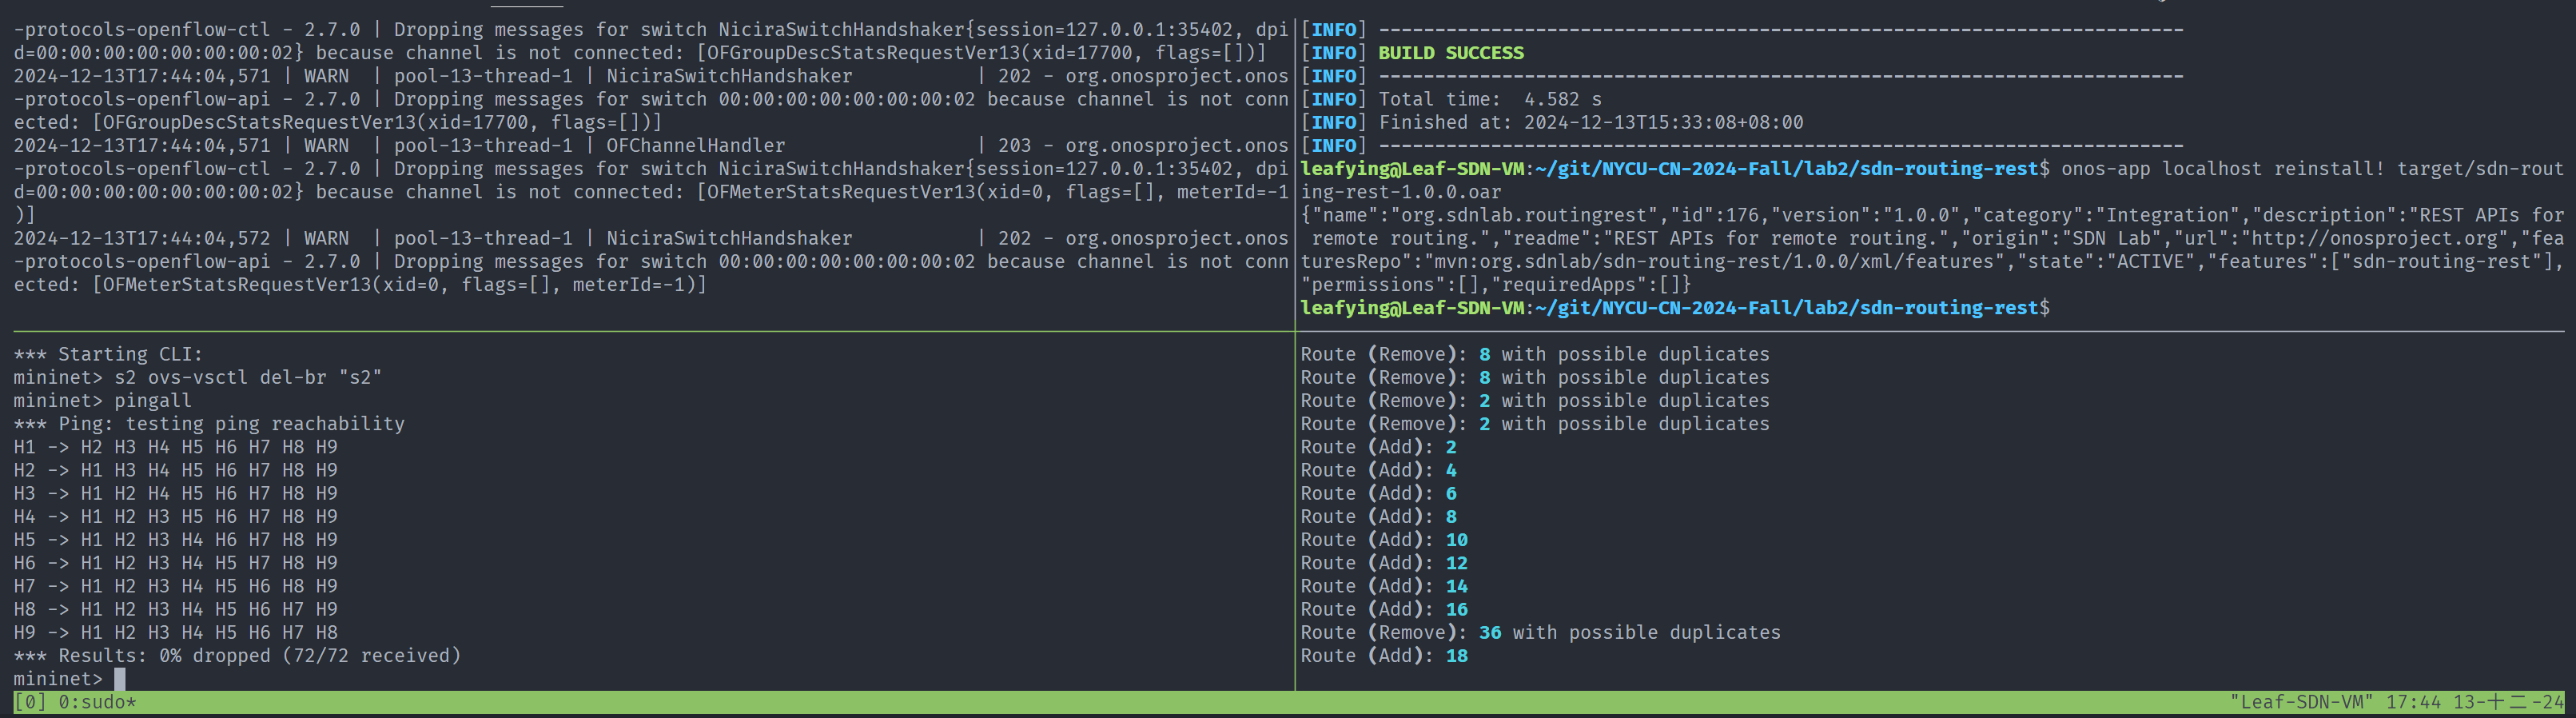 -protocols-openflow-ctl - 2.7.0 | Dropping messages for switch NiciraSwitchHandshaker{session=127.0.0.1:35402, dpi
d=00:00:00:00:00:00:00:02} because channel is not connected: [OFGroupDescStatsRequestVer13(xid=17700, flags=[])]
2024-12-13T17:44:04,571 | WARN  | pool-13-thread-1 | NiciraSwitchHandshaker           | 202 - org.onosproject.onos
-protocols-openflow-api - 2.7.0 | Dropping messages for switch 00:00:00:00:00:00:00:02 because channel is not conn
ected: [OFGroupDescStatsRequestVer13(xid=17700, flags=[])]
2024-12-13T17:44:04,571 | WARN  | pool-13-thread-1 | OFChannelHandler                 | 203 - org.onosproject.onos
-protocols-openflow-ctl - 2.7.0 | Dropping messages for switch NiciraSwitchHandshaker{session=127.0.0.1:35402, dpi
d=00:00:00:00:00:00:00:02} because channel is not connected: [OFMeterStatsRequestVer13(xid=0, flags=[], meterId=-1
)]
2024-12-13T17:44:04,572 | WARN  | pool-13-thread-1 | NiciraSwitchHandshaker           | 202 - org.onosproject.onos
-protocols-openflow-api - 2.7.0 | Dropping messages for switch 00:00:00:00:00:00:00:02 because channel is not conn
ected: [OFMeterStatsRequestVer13(xid=0, flags=[], meterId=-1)]
[INFO] ------------------------------------------------------------------------
[INFO] BUILD SUCCESS
[INFO] ------------------------------------------------------------------------
[INFO] Total time:  4.582 s
[INFO] Finished at: 2024-12-13T15:33:08+08:00
[INFO] ------------------------------------------------------------------------
leafying@Leaf-SDN-VM:~/git/NYCU-CN-2024-Fall/lab2/sdn-routing-rest$ onos-app localhost reinstall! target/sdn-rout
ing-rest-1.0.0.oar
{"name":"org.sdnlab.routingrest","id":176,"version":"1.0.0","category":"Integration","description":"REST APIs for
 remote routing.","readme":"REST APIs for remote routing.","origin":"SDN Lab","url":"http://onosproject.org","fea
turesRepo":"mvn:org.sdnlab/sdn-routing-rest/1.0.0/xml/features","state":"ACTIVE","features":["sdn-routing-rest"],
"permissions":[],"requiredApps":[]}
leafying@Leaf-SDN-VM:~/git/NYCU-CN-2024-Fall/lab2/sdn-routing-rest$
*** Starting CLI:
mininet> s2 ovs-vsctl del-br "s2"
mininet> pingall
*** Ping: testing ping reachability
H1 -> H2 H3 H4 H5 H6 H7 H8 H9
H2 -> H1 H3 H4 H5 H6 H7 H8 H9
H3 -> H1 H2 H4 H5 H6 H7 H8 H9
H4 -> H1 H2 H3 H5 H6 H7 H8 H9
H5 -> H1 H2 H3 H4 H6 H7 H8 H9
H6 -> H1 H2 H3 H4 H5 H7 H8 H9
H7 -> H1 H2 H3 H4 H5 H6 H8 H9
H8 -> H1 H2 H3 H4 H5 H6 H7 H9
H9 -> H1 H2 H3 H4 H5 H6 H7 H8
*** Results: 0% dropped (72/72 received)
mininet>
Route (Remove): 8 with possible duplicates
Route (Remove): 8 with possible duplicates
Route (Remove): 2 with possible duplicates
Route (Remove): 2 with possible duplicates
Route (Add): 2
Route (Add): 4
Route (Add): 6
Route (Add): 8
Route (Add): 10
Route (Add): 12
Route (Add): 14
Route (Add): 16
Route (Remove): 36 with possible duplicates
Route (Add): 18
[0] 0:sudo*
"Leaf-SDN-VM" 17:44 13-十二-24